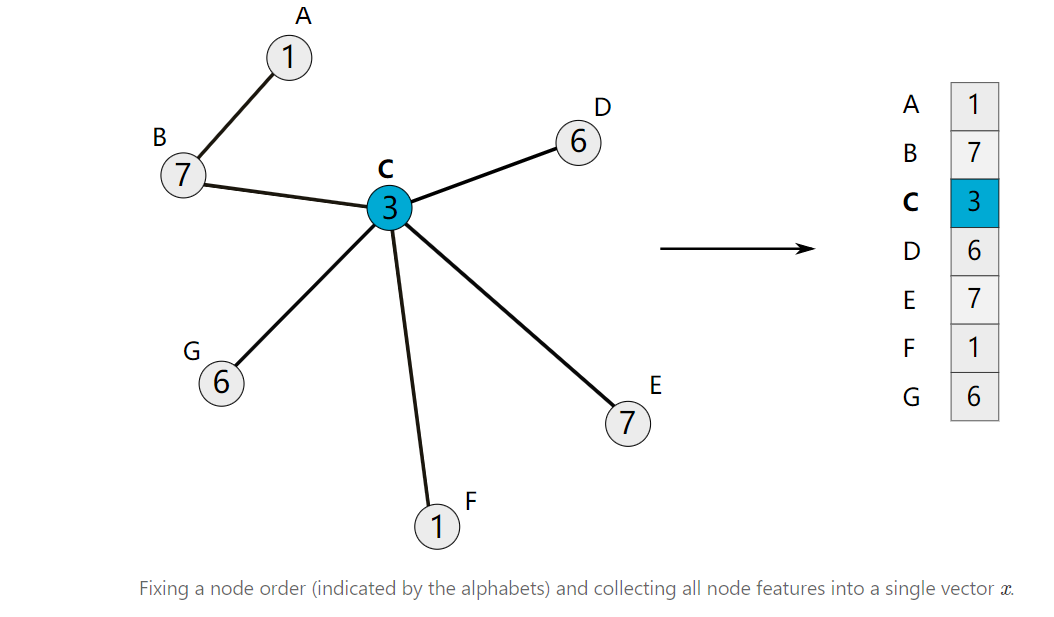 A
1
D
6
B
7
C
3
G
6
E
7
F
1
A 1
B 7
C 3
D 6
E 7
F 1
G 6
Fixing a node order (indicated by the alphabets) and collecting all node features into a single vector x.